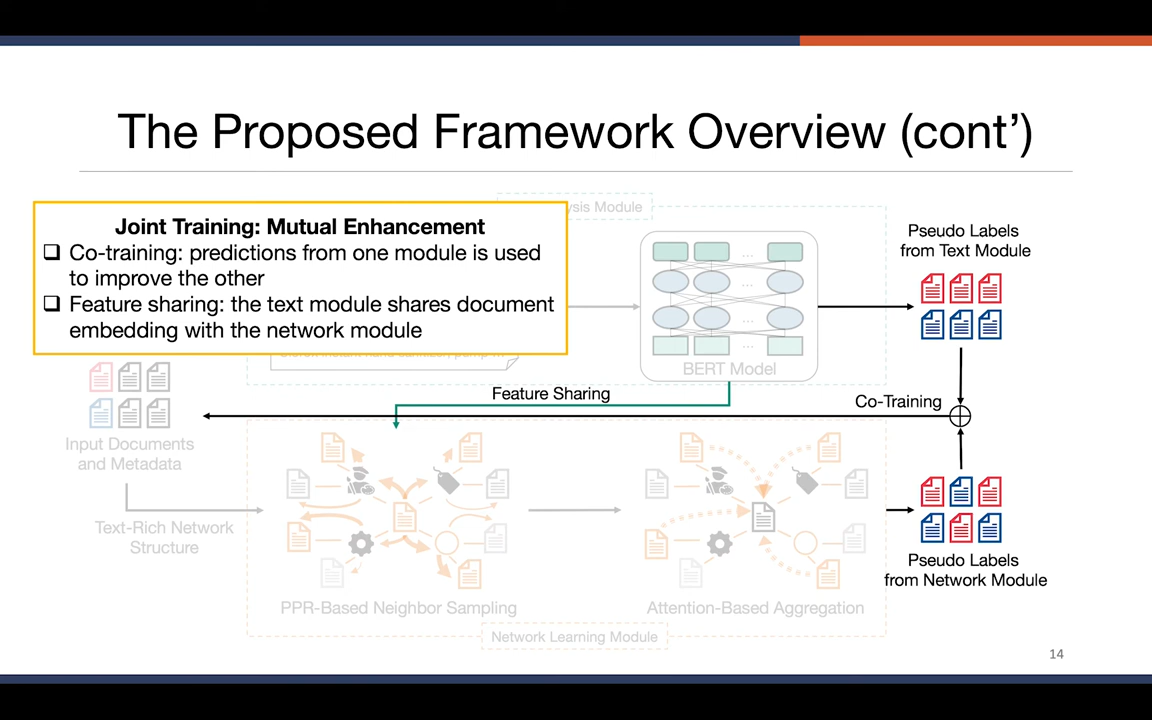 The Proposed Framework Overview (cont’)
Module
Joint Training: Mutual Enhancement
❑ Co-training: predictions from one module is used
to improve the other
❑ Feature sharing: the text module shares document
embedding with the network module
Pseudo Labels
from Text Module
...
...
...
...
BERT Model
Feature Sharing
Co-Training
Input Documents
and Metadata
Text-Rich Network
Structure
PPR-Based Neighbor Sampling
Attention-Based Aggregation
Pseudo Labels
from Network Module
Network Learning Module
14